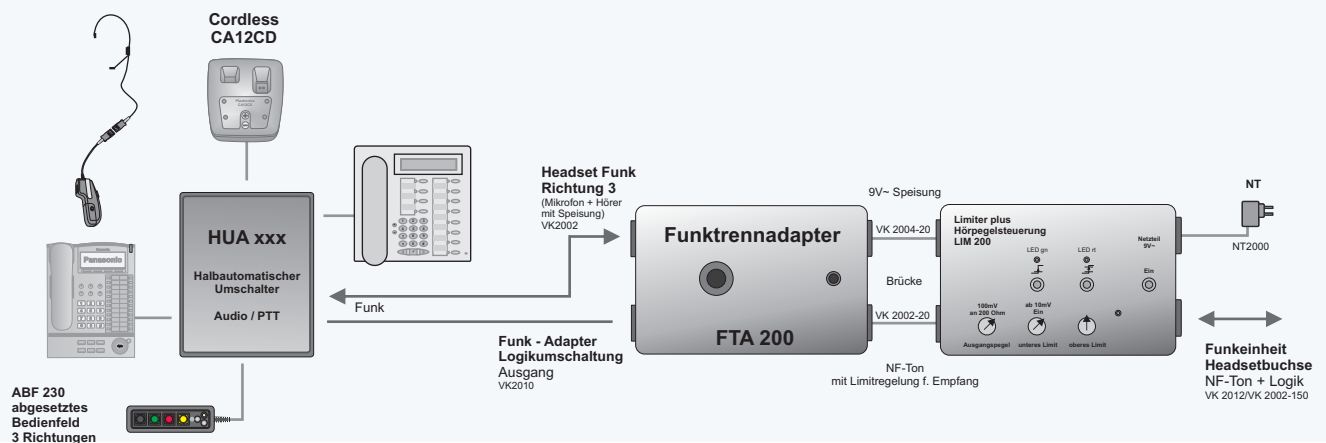 Cordless
CA12CD
Panasonic
CA12CD
Panasonic
HUA xxx
Halbautomatischer
Umschalter
Audio / PTT
ABF 230
abgesetztes
Bedienfeld
3 Richtungen
Headset Funk
Richtung 3
(Mikrofon + Hörer
mit Speisung)
VK2002
Funk
Funk - Adapter
Logikumschaltung
Ausgang
VK2010
Funktrennadapter
FTA 200
9V~ Speisung
VK 2004-20
Brücke
VK 2002-20
NF-Ton
mit Limitregelung f. Empfang
Limiter plus
Hörpegelsteuerung
LIM 200
LED gn
LED rt
Netzteil
9V~
Ein
100mV
an 200 Ohm
ab 10mV
Ein
Ausgangspegel
unteres Limit
oberes Limit
NT
NT2000
Funkeinheit
Headsetbuchse
NF-Ton + Logik
VK 2012/VK 2002-150